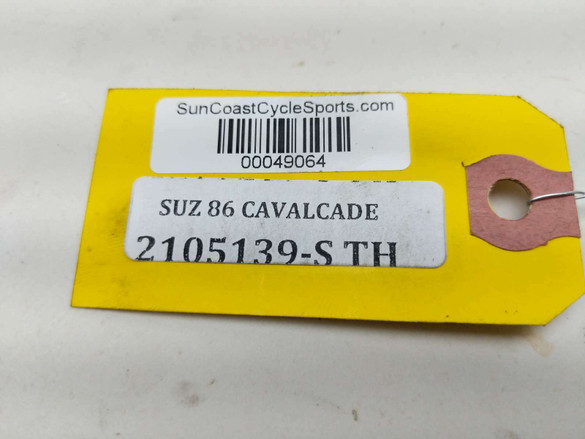 SunCoastCycleSports.com
00049064
SUZ 86 CAVALCADE
2105139-S TH